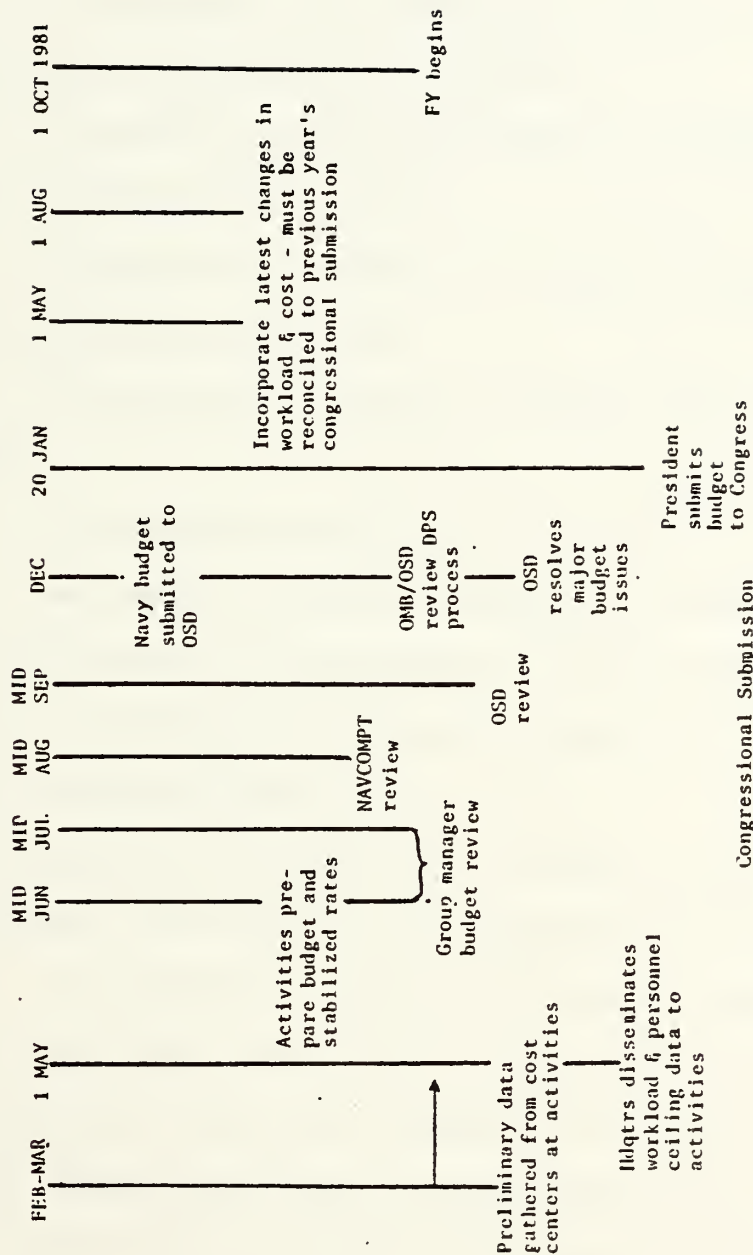 FEB-MAR
1 MAY
MID
JUN
MID
JUL
MID
AUG
MID
SEP
DEC
20 JAN
1 MAY
1 AUG
1 OCT 1981
Preliminary data
gathered from cost
centers at activities
Hdqtrs disseminates
workload & personnel
ceiling data to
activities
Activities pre-
pare budget and
stabilized rates
Group manager
budget review
NAVCOMPT
review
OSD
review
Navy budget
submitted to
OSD
OMB/OSD
review DPS
process
OSD
resolves
major
budget
issues
President
submits
budget
to Congress
Incorporate latest changes in
workload & cost - must be
reconciled to previous year's
congressional submission
FY begins
Congressional Submission